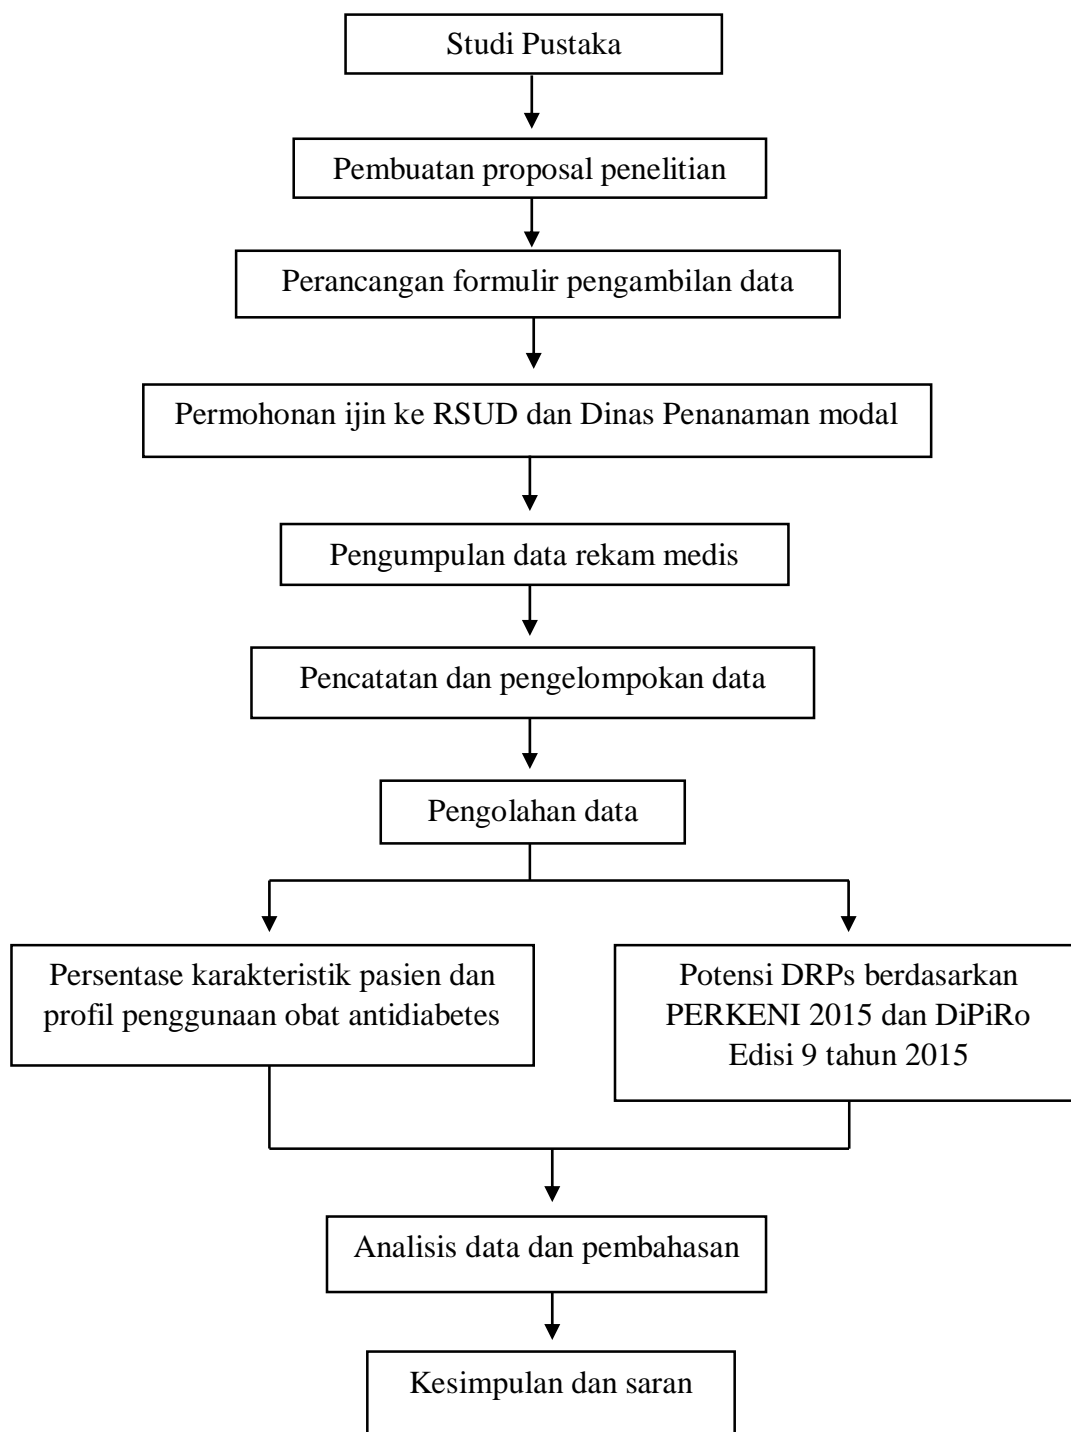 Studi Pustaka
Pembuatan proposal penelitian
Perancangan formulir pengambilan data
Permohonan ijin ke RSUD dan Dinas Penanaman modal
Pengumpulan data rekam medis
Pencatatan dan pengelompokan data
Pengolahan data
Persentase karakteristik pasien dan
profil penggunaan obat antidiabetes
Potensi DRPs berdasarkan
PERKENI 2015 dan DiPiRo
Edisi 9 tahun 2015
Analisis data dan pembahasan
Kesimpulan dan saran